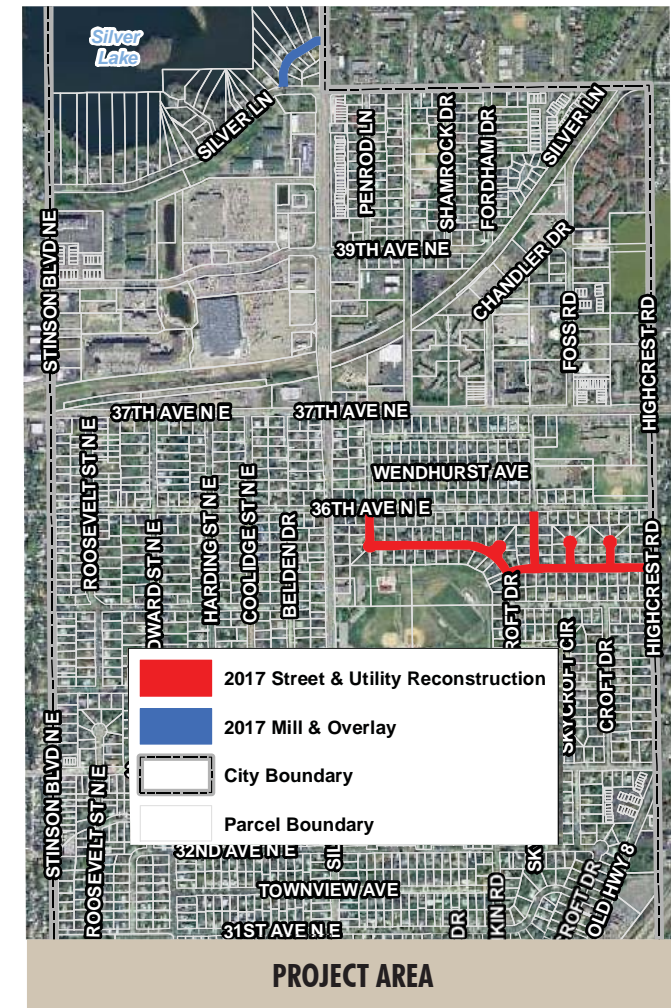 Silver
Lake
SILVER LN
SILVER LN
PENROD LN
SHAMROCK DR
FORDHAM DR
39TH AVE NE
CHANDLER DR
STINSON BLVD NE
FOSS RD
HIGHCREST RD
37TH AVE N E
37TH AVE NE
WENDHURST AVE
36TH AVE N E
ROOSEVELT ST N E
HARDING ST N E
COOLIDGE ST N E
BELDEN DR
HIGHCREST RD
CROFT DR
2017 Street & Utility Reconstruction
2017 Mill & Overlay
City Boundary
Parcel Boundary
STINSON BLVD N E
ROOSEVELT ST N E
32ND AVE N E
TOWNVIEW AVE
31ST AVE N E
DR
OLD HWY 8
PROJECT AREA